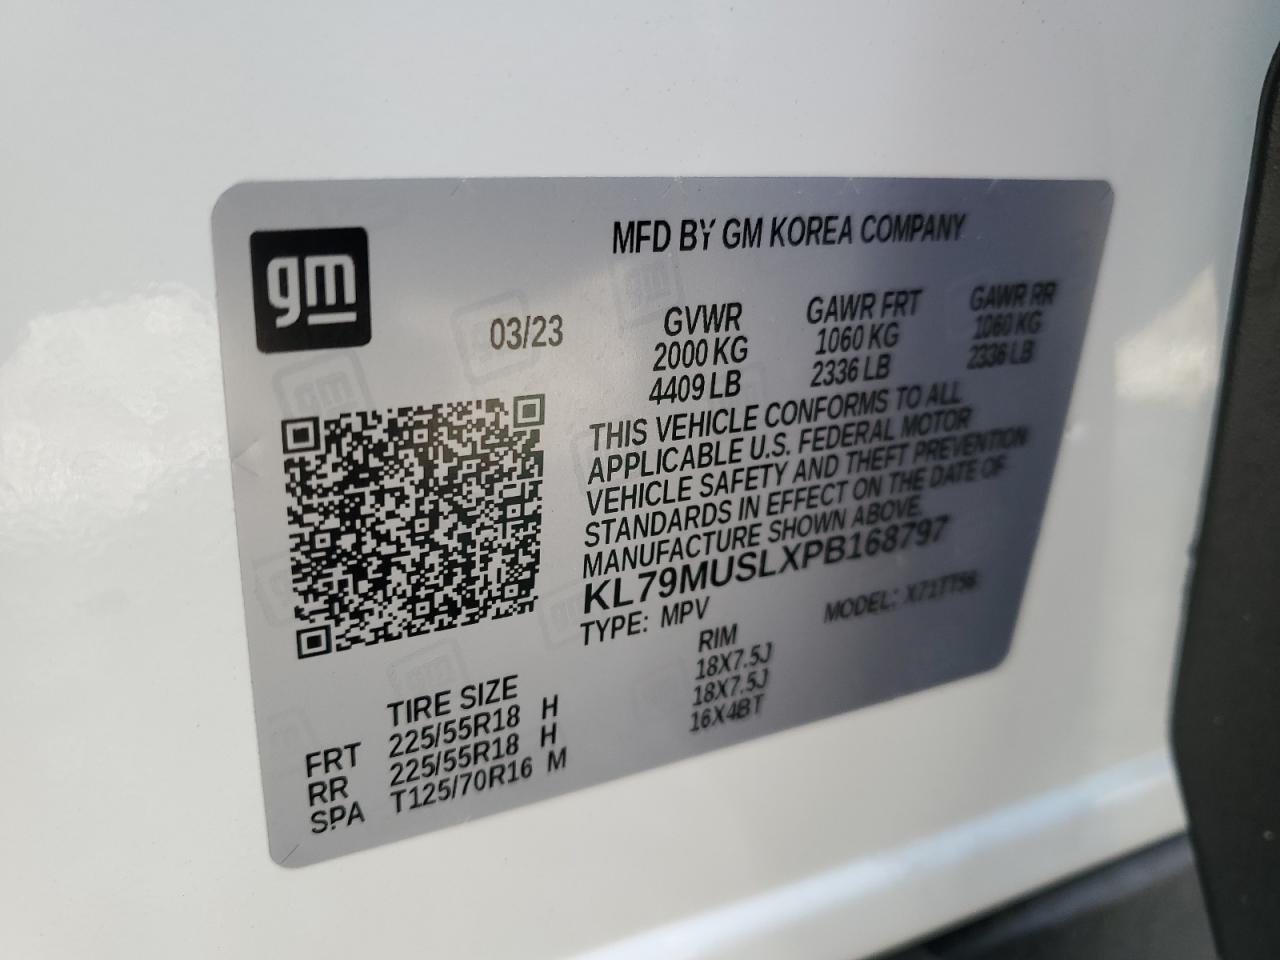 gm
MFD BY GM KOREA COMPANY
03/23
GVWR GAWR FRT GAWR RR
2000 KG 1060 KG 1060 KG
4409 LB 2336 LB 2336 LB
THIS VEHICLE CONFORMS TO ALL
APPLICABLE U.S. FEDERAL MOTOR
VEHICLE SAFETY AND THEFT PREVENTION
STANDARDS IN EFFECT ON THE DATE OF
MANUFACTURE SHOWN ABOVE.
KL79MUSLXPB168797
TYPE: MPV MODEL:
TIRE SIZE RIM
FRT 225/55R18 H 18X7.5J
RR 225/55R18 H 18X7.5J
SPA T125/70R16 M 16X4BT